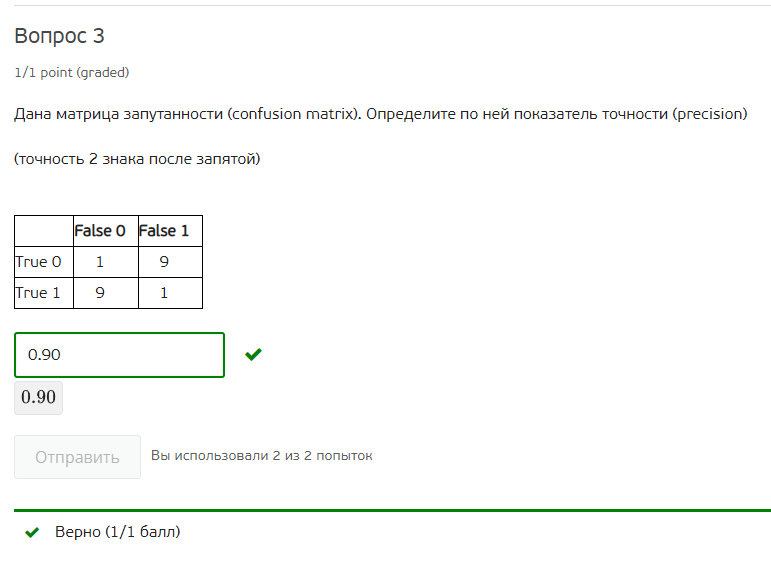 Вопрос 3
1/1 point (graded)
Дана матрица запутанности (confusion matrix). Определите по ней показатель точности (precision)
(точность 2 знака после запятой)
False 0 False 1
True 0 1 9
True 1 9 1
0.90
0.90
Отправить Вы использовали 2 из 2 попыток
Верно (1/1 балл)